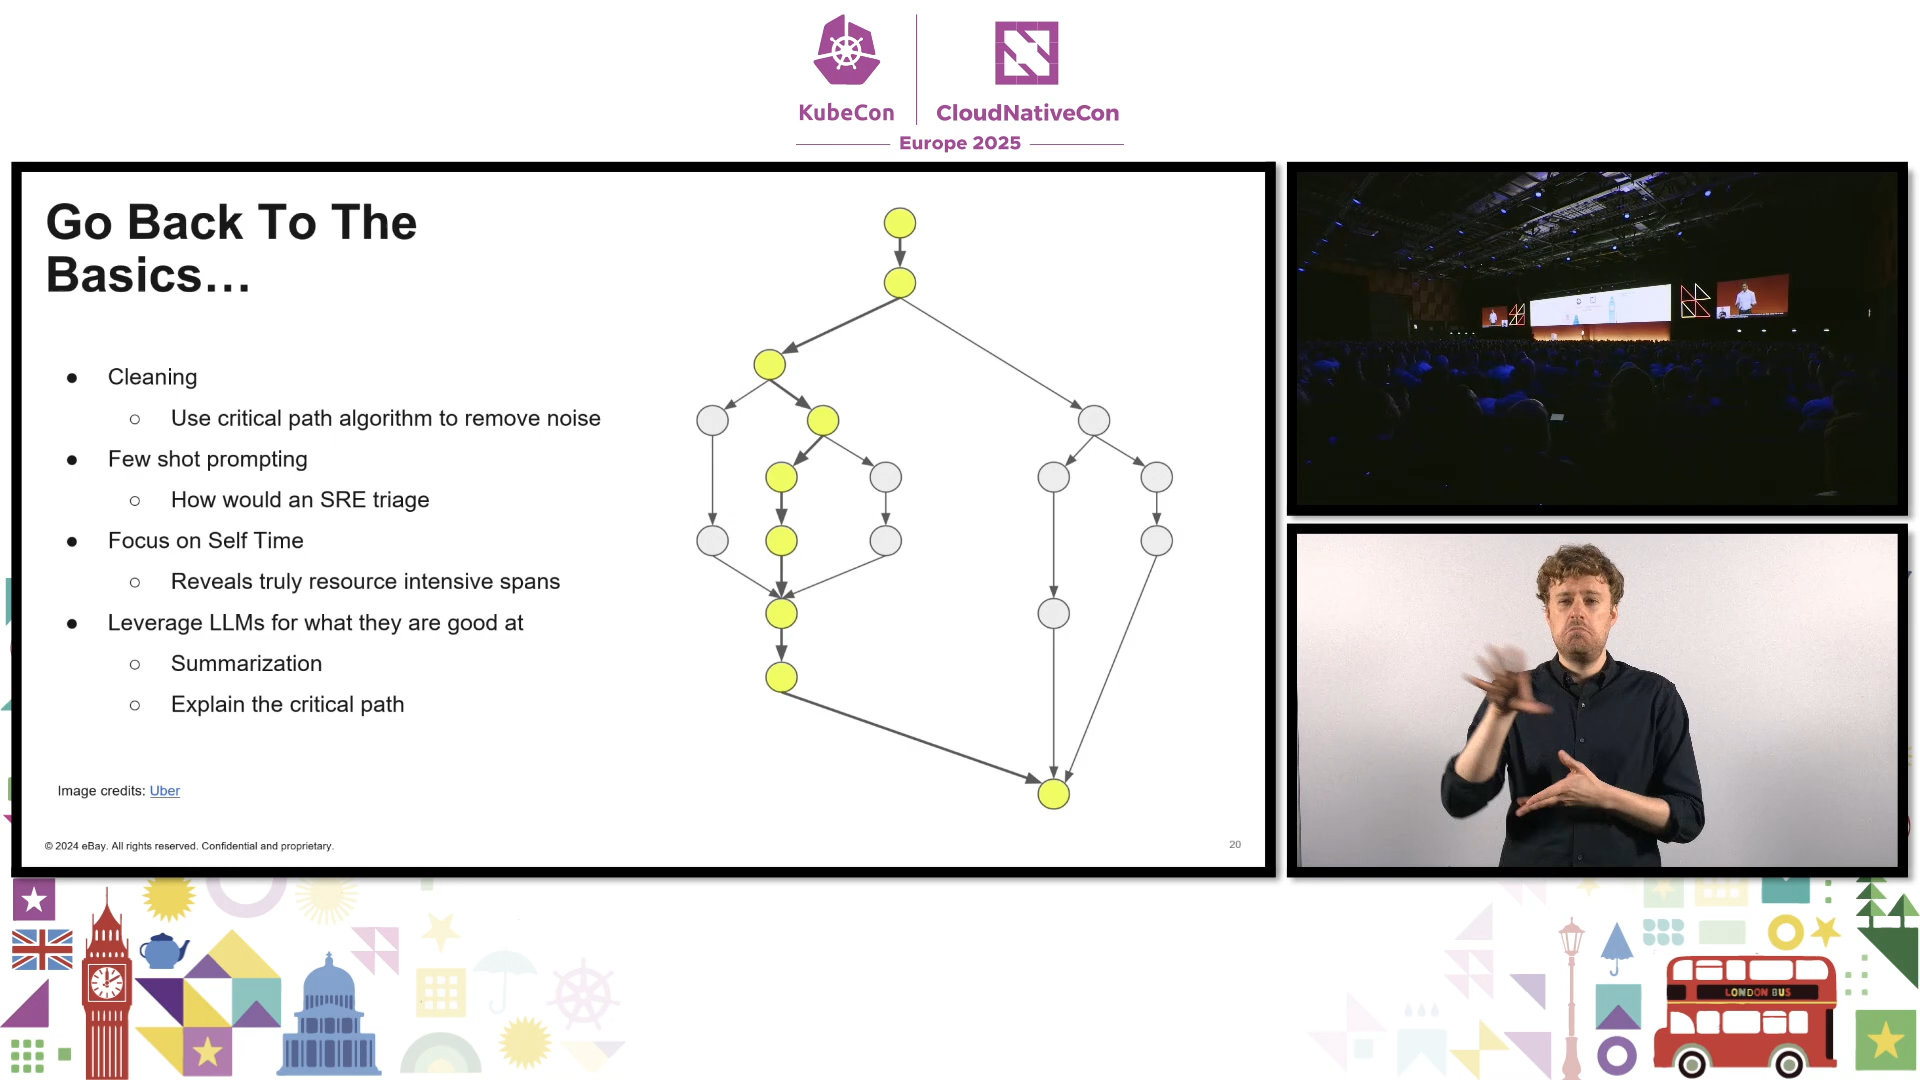 KubeCon
CloudNativeCon
Europe 2025
Go Back To The
Basics…
● Cleaning
○ Use critical path algorithm to remove noise
● Few shot prompting
○ How would an SRE triage
● Focus on Self Time
○ Reveals truly resource intensive spans
● Leverage LLMs for what they are good at
○ Summarization
○ Explain the critical path
Image credits: Uber
© 2024 eBay. All rights reserved. Confidential and proprietary.
20
LONDON BUS